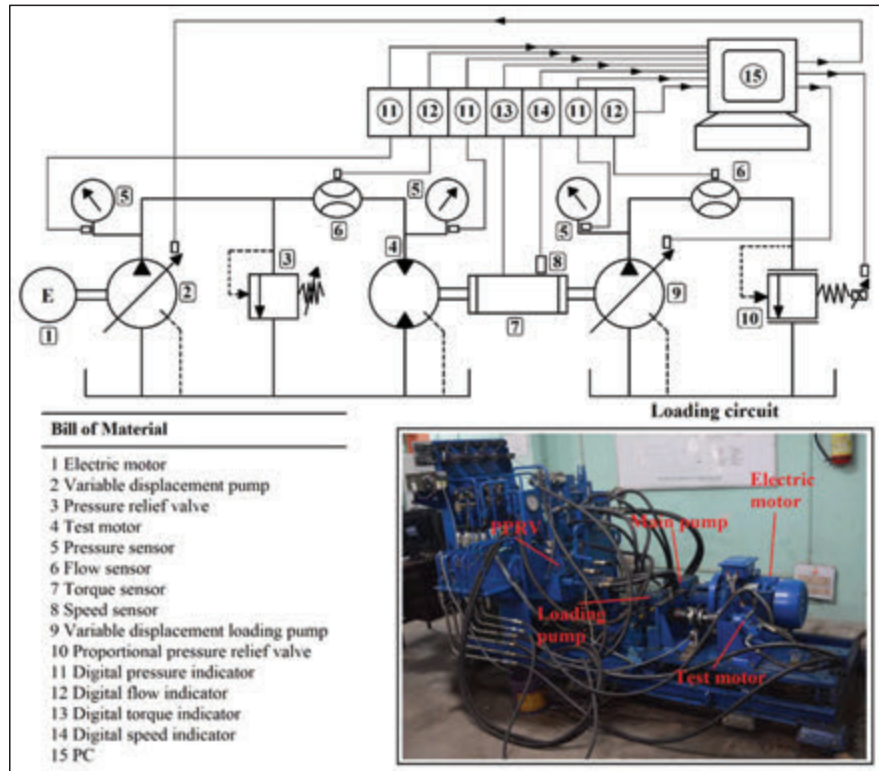 11 12 11 13 14 11 12
15
5
6
5
5
6
4
3
8
E
2
9
7
10
1
Loading circuit
Bill of Material
1 Electric motor
2 Variable displacement pump
3 Pressure relief valve
4 Test motor
5 Pressure sensor
6 Flow sensor
7 Torque sensor
8 Speed sensor
9 Variable displacement loading pump
10 Proportional pressure relief valve
11 Digital pressure indicator
12 Digital flow indicator
13 Digital torque indicator
14 Digital speed indicator
15 PC
Electric
motor
Main pump
PPRV
Loading
pump
Test motor